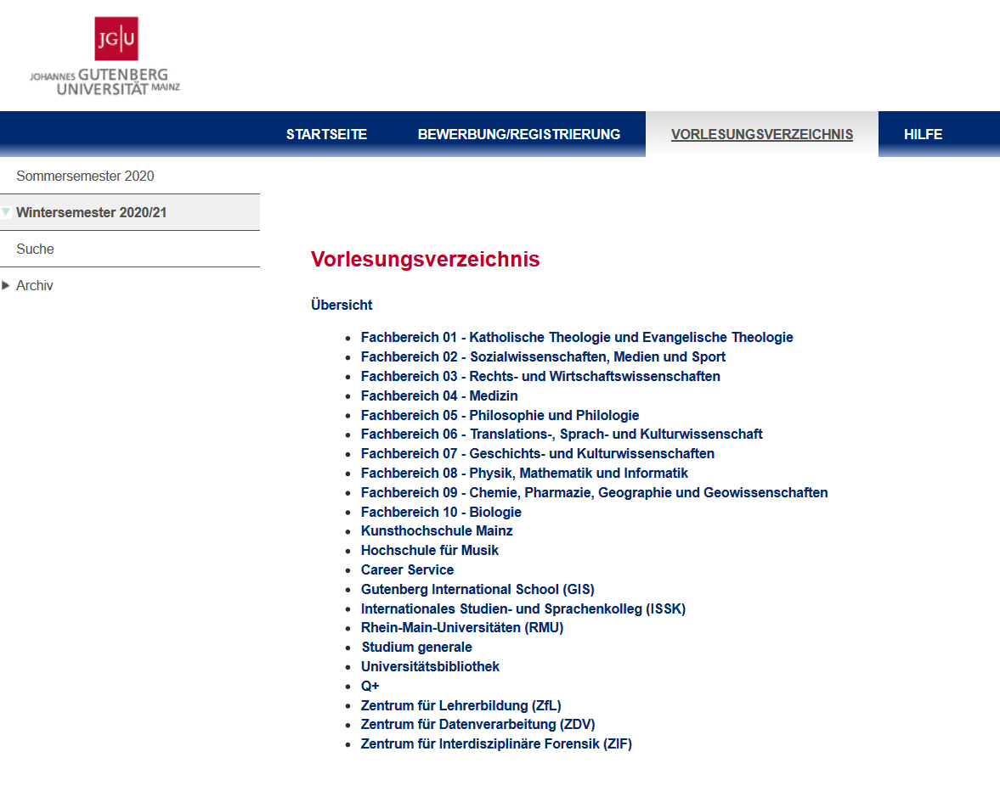 JG|U
JOHANNES GUTENBERG
UNIVERSITÄT MAINZ
STARTSEITE
BEWERBUNG/REGISTRIERUNG
VORLESUNGSVERZEICHNIS
HILFE
Sommersemester 2020
Wintersemester 2020/21
Suche
Archiv
Vorlesungsverzeichnis
Übersicht
Fachbereich 01 - Katholische Theologie und Evangelische Theologie
Fachbereich 02 - Sozialwissenschaften, Medien und Sport
Fachbereich 03 - Rechts- und Wirtschaftswissenschaften
Fachbereich 04 - Medizin
Fachbereich 05 - Philosophie und Philologie
Fachbereich 06 - Translations-, Sprach- und Kulturwissenschaft
Fachbereich 07 - Geschichts- und Kulturwissenschaften
Fachbereich 08 - Physik, Mathematik und Informatik
Fachbereich 09 - Chemie, Pharmazie, Geographie und Geowissenschaften
Fachbereich 10 - Biologie
Kunsthochschule Mainz
Hochschule für Musik
Career Service
Gutenberg International School (GIS)
Internationales Studien- und Sprachenkolleg (ISSK)
Rhein-Main-Universitäten (RMU)
Studium generale
Universitätsbibliothek
Q+
Zentrum für Lehrerbildung (ZfL)
Zentrum für Datenverarbeitung (ZDV)
Zentrum für Interdisziplinäre Forensik (ZIF)